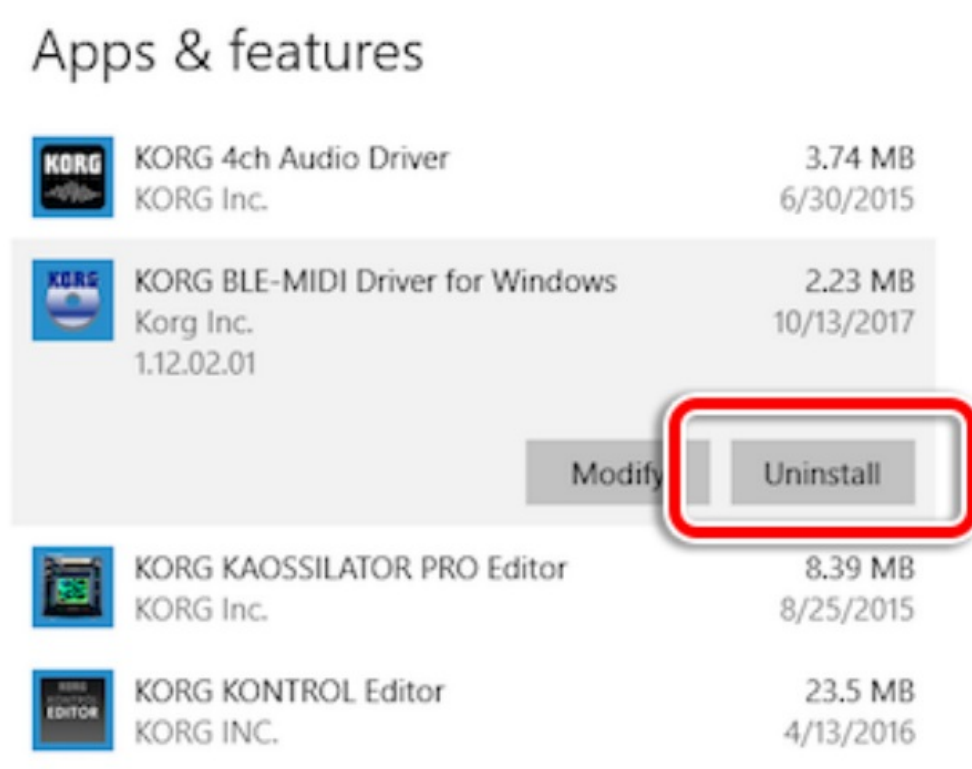 Apps & features
KORG
KORG 4ch Audio Driver 3.74 MB
KORG Inc. 6/30/2015
KORG
KORG BLE-MIDI Driver for Windows 2.23 MB
Korg Inc. 10/13/2017
1.12.02.01
Modify Uninstall
KORG KAOSSILATOR PRO Editor 8.39 MB
KORG Inc. 8/25/2015
KORG
KONTROL
EDITOR
KORG KONTROL Editor 23.5 MB
KORG INC. 4/13/2016